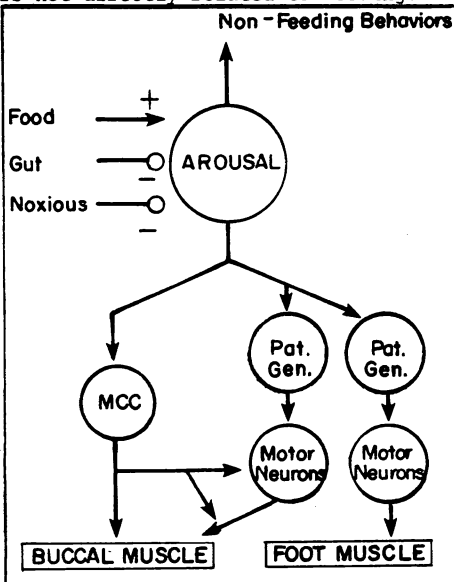 Non-Feeding Behaviors
+
Food
Gut
AROUSAL
−
Noxious
−
Pat.
Gen.
Pat.
Gen.
MCC
Motor
Neurons
Motor
Neurons
BUCCAL MUSCLE
FOOT MUSCLE